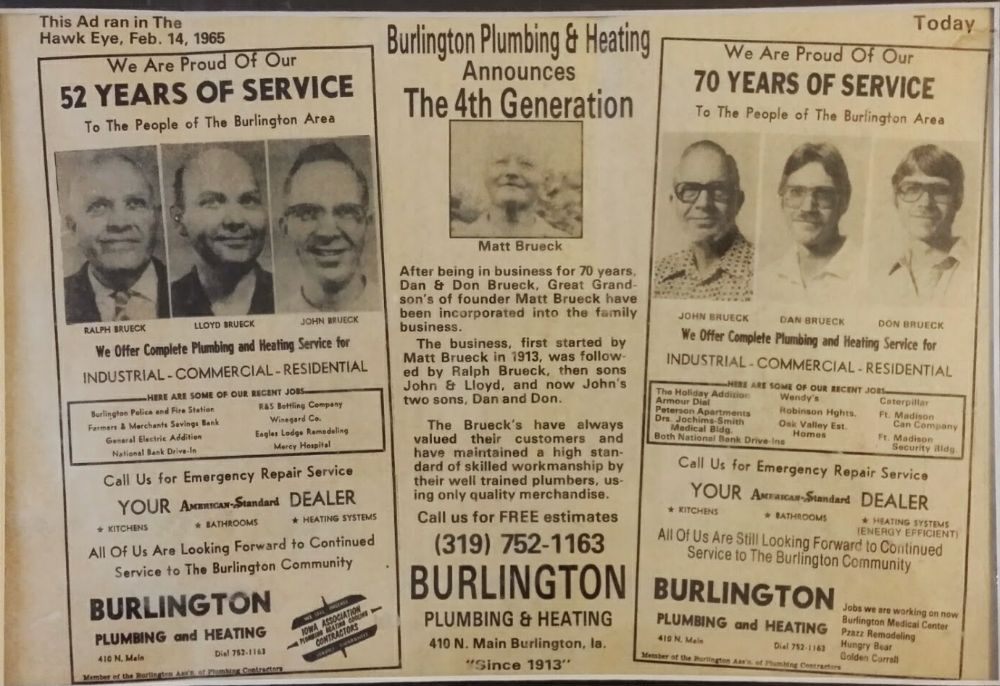 This Ad ran in The
Hawk Eye, Feb. 14, 1965
We Are Proud Of Our
52 YEARS OF SERVICE
To The People of The Burlington Area
RALPH BRUECK
LLOYD BRUECK
JOHN BRUECK
We Offer Complete Plumbing and Heating Service for
INDUSTRIAL - COMMERCIAL - RESIDENTIAL
HERE ARE SOME OF OUR RECENT JOBS
Burlington Police and Fire Station
Farmers & Merchants Savings Bank
General Electric Addition
National Bank Drive-In
R&S Bottling Company
Winegard Co.
Eagles Lodge Remodeling
Mercy Hospital
Call Us for Emergency Repair Service
YOUR AMERICAN-Standard DEALER
★ KITCHENS ★ BATHROOMS ★ HEATING SYSTEMS
All Of Us Are Looking Forward to Continued
Service to The Burlington Community
BURLINGTON
PLUMBING and HEATING
410 N. Main Dial 752-1163
IOWA ASSOCIATION
PLUMBING HEATING COOLING
CONTRACTORS
Member of the Burlington Ass'n. of Plumbing Contractors
Burlington Plumbing & Heating
Announces
The 4th Generation
Matt Brueck
After being in business for 70 years,
Dan & Don Brueck, Great Grand-
son's of founder Matt Brueck have
been incorporated into the family
business.
The business, first started by
Matt Brueck in 1913, was follow-
ed by Ralph Brueck, then sons
John & Lloyd, and now John's
two sons, Dan and Don.
The Brueck's have always
valued their customers and
have maintained a high stan-
dard of skilled workmanship by
their well trained plumbers, us-
ing only quality merchandise.
Call us for FREE estimates
(319) 752-1163
BURLINGTON
PLUMBING & HEATING
410 N. Main Burlington, Ia.
"Since 1913"
Today
We Are Proud Of Our
70 YEARS OF SERVICE
To The People of The Burlington Area
JOHN BRUECK
DAN BRUECK
DON BRUECK
We Offer Complete Plumbing and Heating Service for
INDUSTRIAL - COMMERCIAL - RESIDENTIAL
HERE ARE SOME OF OUR RECENT JOBS
The Holiday Addition
Armour Dial
Peterson Apartments
Drs. Jochims-Smith
Medical Bldg.
Both National Bank Drive-Ins
Wendy's
Robinson Hghts.
Oak Valley Est.
Homes
Caterpillar
Ft. Madison
Can Company
Ft. Madison
Security Bldg.
Call Us for Emergency Repair Service
YOUR AMERICAN-Standard DEALER
★ KITCHENS ★ BATHROOMS ★ HEATING SYSTEMS
(ENERGY EFFICIENT)
All Of Us Are Still Looking Forward to Continued
Service to The Burlington Community
BURLINGTON
PLUMBING and HEATING
410 N. Main Dial 752-1163
Jobs we are working on now
Burlington Medical Center
Pzazz Remodeling
Hungry Bear
Golden Corrall
Member of the Burlington Ass'n. of Plumbing Contractors